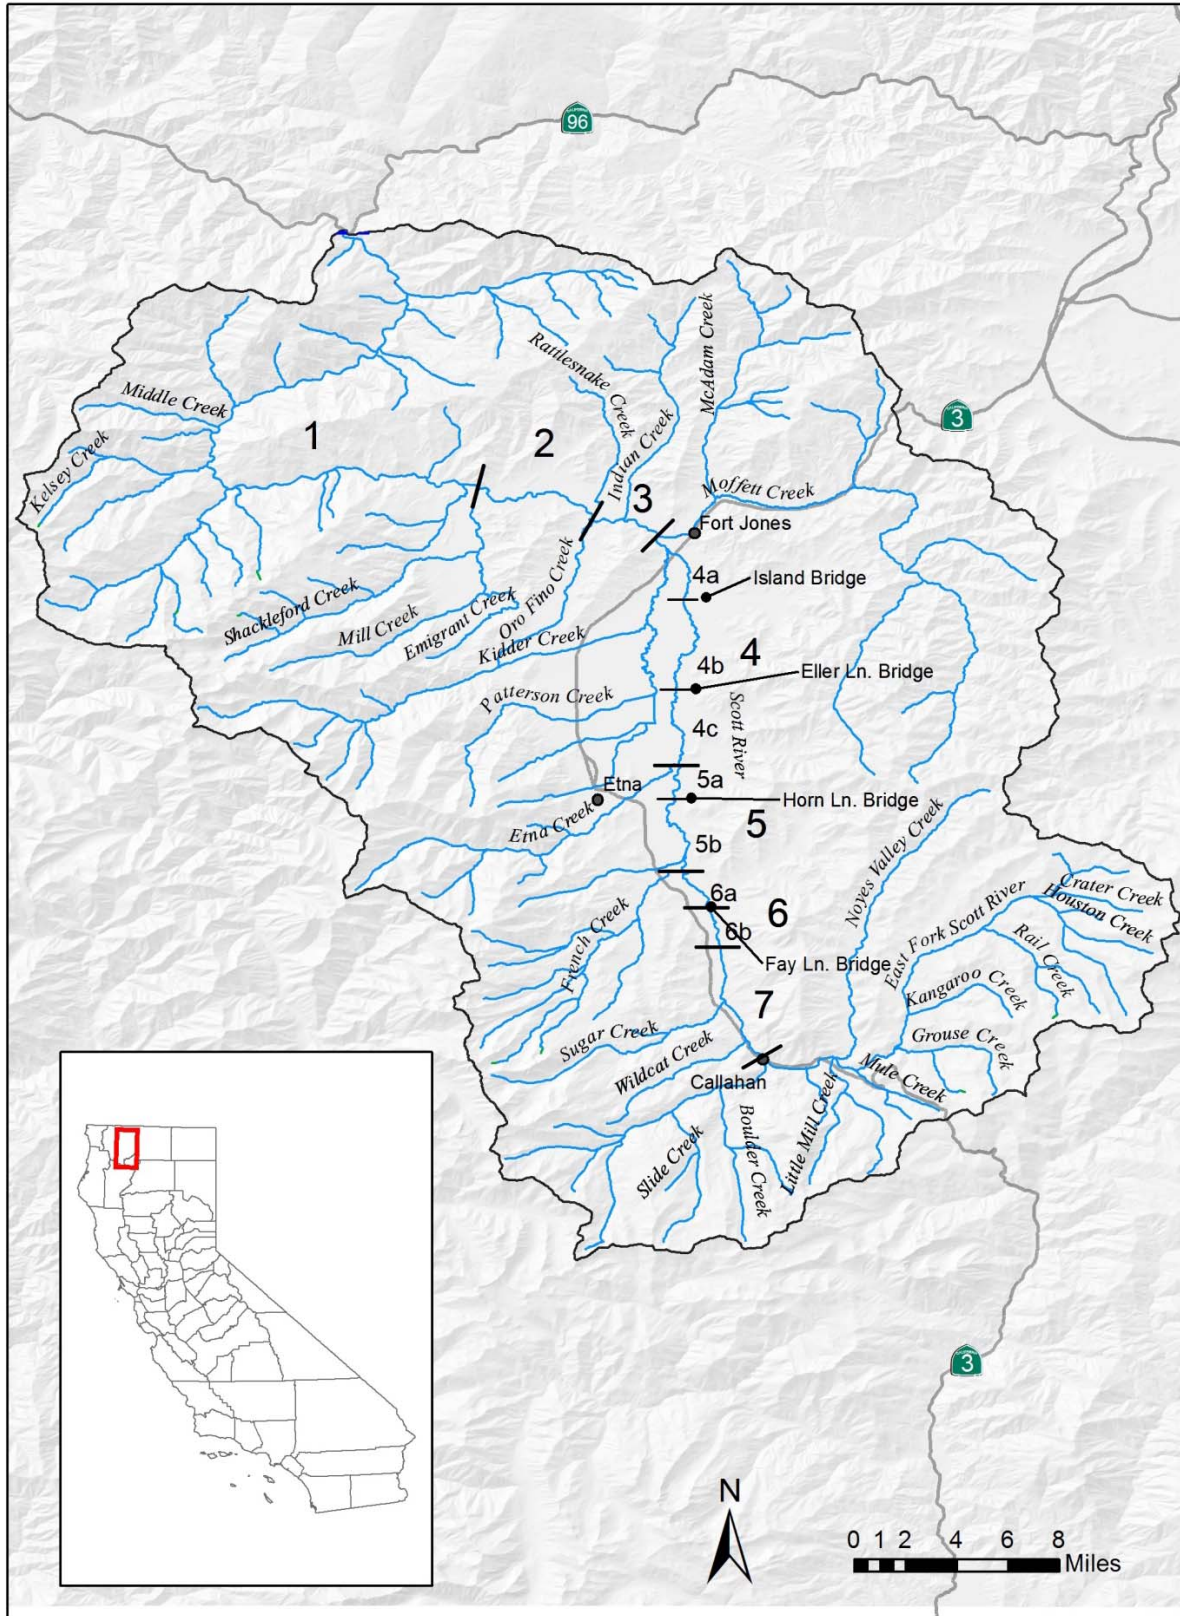 CALIFORNIA
96
McAdam Creek
Rattlesnake Creek
Middle Creek
CALIFORNIA
3
1
2
Indian Creek
Kelsey Creek
3
Moffett Creek
Fort Jones
Oro Fino Creek
4a
Island Bridge
Shackleford Creek
Mill Creek
Emigrant Creek
Kidder Creek
4b
4
Eller Ln. Bridge
Patterson Creek
Scott River
4c
5a
Etna
Horn Ln. Bridge
Etna Creek
5
5b
Noyes Valley Creek
6a
6
Crater Creek
Houston Creek
East Fork Scott River
French Creek
6b
Rail Creek
Fay Ln. Bridge
Kangaroo Creek
7
Sugar Creek
Grouse Creek
Wildcat Creek
Mule Creek
Callahan
Little Mill Creek
Boulder Creek
Slide Creek
CALIFORNIA
3
N
0 1 2 4 6 8
Miles